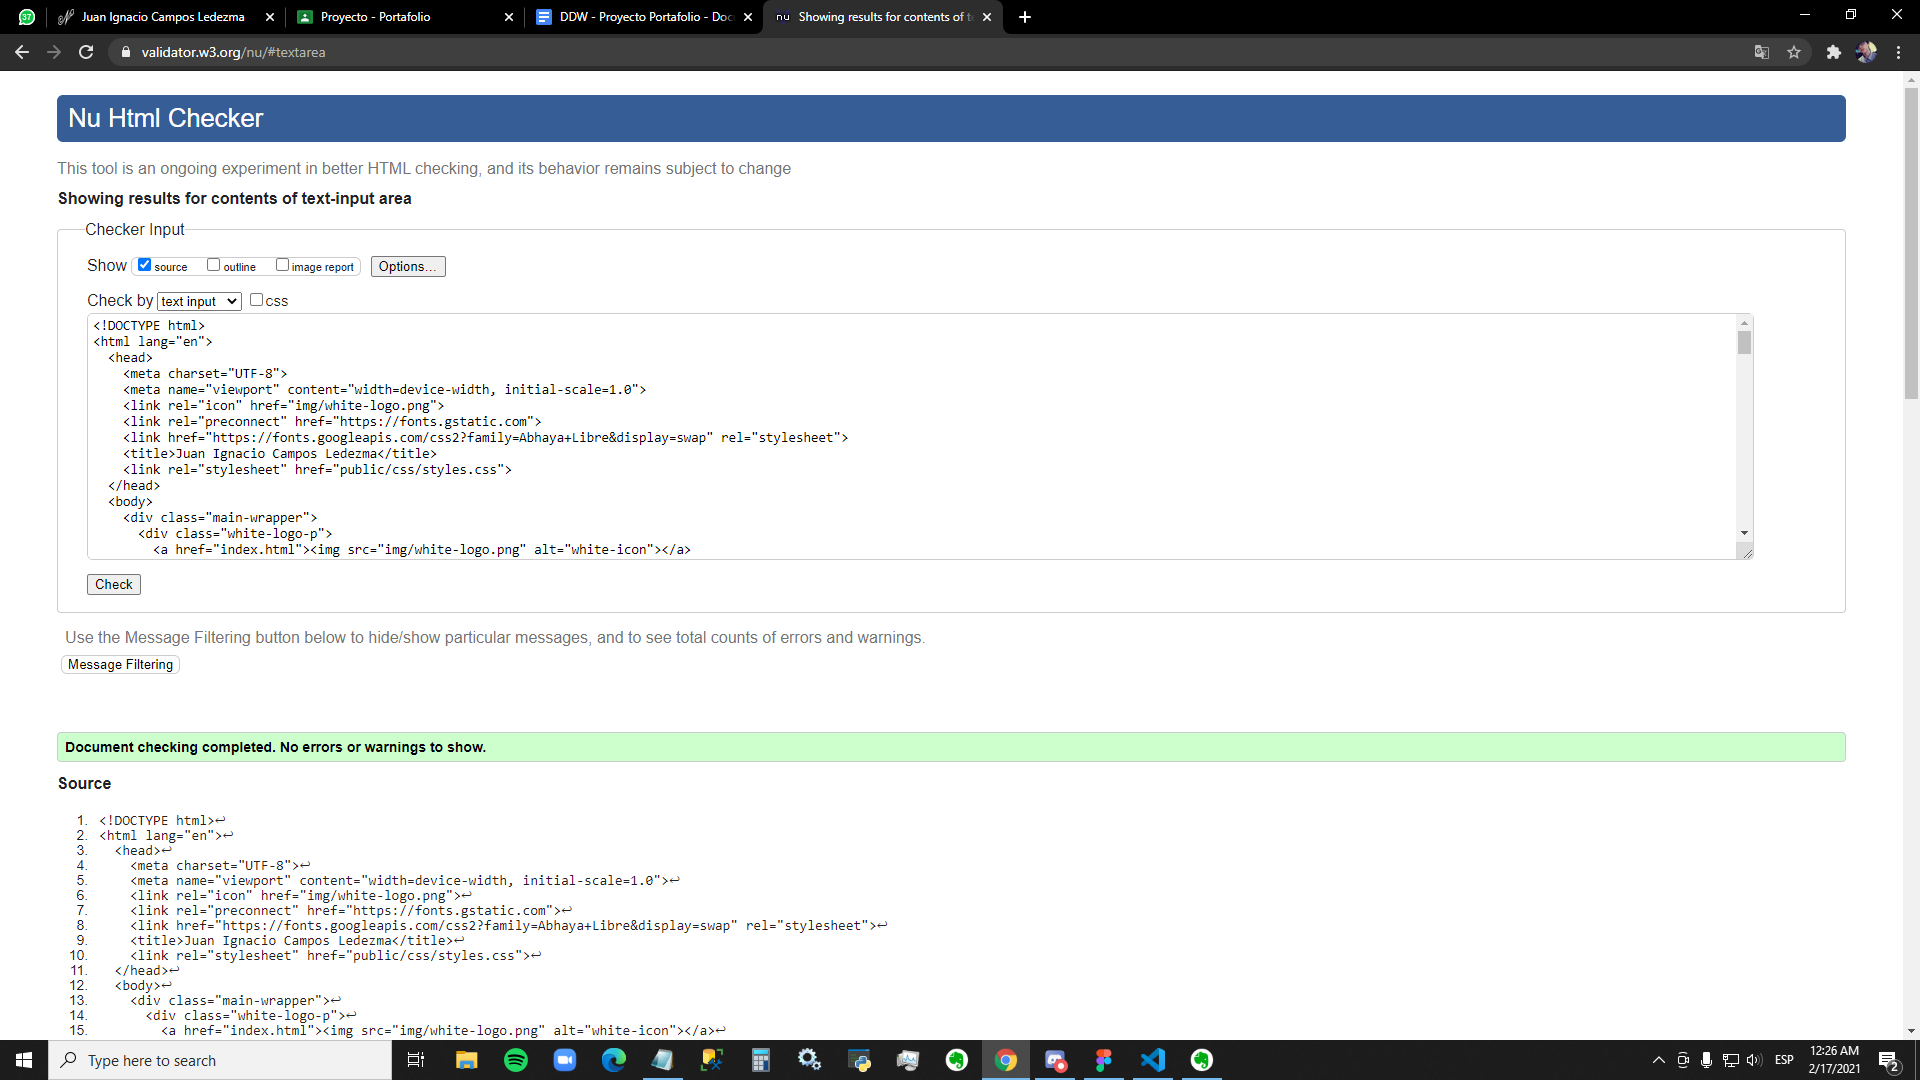 37
Juan Ignacio Campos Ledezma
Proyecto - Portafolio
DDW - Proyecto Portafolio - Doc
nu
Showing results for contents of te
validator.w3.org/nu/#textarea
Nu Html Checker
This tool is an ongoing experiment in better HTML checking, and its behavior remains subject to change
Showing results for contents of text-input area
Checker Input
Show source outline image report Options...
Check by text input css
<!DOCTYPE html>
<html lang="en">
<head>
<meta charset="UTF-8">
<meta name="viewport" content="width=device-width, initial-scale=1.0">
<link rel="icon" href="img/white-logo.png">
<link rel="preconnect" href="https://fonts.gstatic.com">
<link href="https://fonts.googleapis.com/css2?family=Abhaya+Libre&display=swap" rel="stylesheet">
<title>Juan Ignacio Campos Ledezma</title>
<link rel="stylesheet" href="public/css/styles.css">
</head>
<body>
<div class="main-wrapper">
<div class="white-logo-p">
<a href="index.html"><img src="img/white-logo.png" alt="white-icon"></a>
Check
Use the Message Filtering button below to hide/show particular messages, and to see total counts of errors and warnings.
Message Filtering
Document checking completed. No errors or warnings to show.
Source
1. <!DOCTYPE html>↩
2. <html lang="en">↩
3. <head>↩
4. <meta charset="UTF-8">↩
5. <meta name="viewport" content="width=device-width, initial-scale=1.0">↩
6. <link rel="icon" href="img/white-logo.png">↩
7. <link rel="preconnect" href="https://fonts.gstatic.com">↩
8. <link href="https://fonts.googleapis.com/css2?family=Abhaya+Libre&display=swap" rel="stylesheet">↩
9. <title>Juan Ignacio Campos Ledezma</title>↩
10. <link rel="stylesheet" href="public/css/styles.css">↩
11. </head>↩
12. <body>↩
13. <div class="main-wrapper">↩
14. <div class="white-logo-p">↩
15. <a href="index.html"><img src="img/white-logo.png" alt="white-icon"></a>↩
Type here to search
ESP
12:26 AM
2/17/2021
2